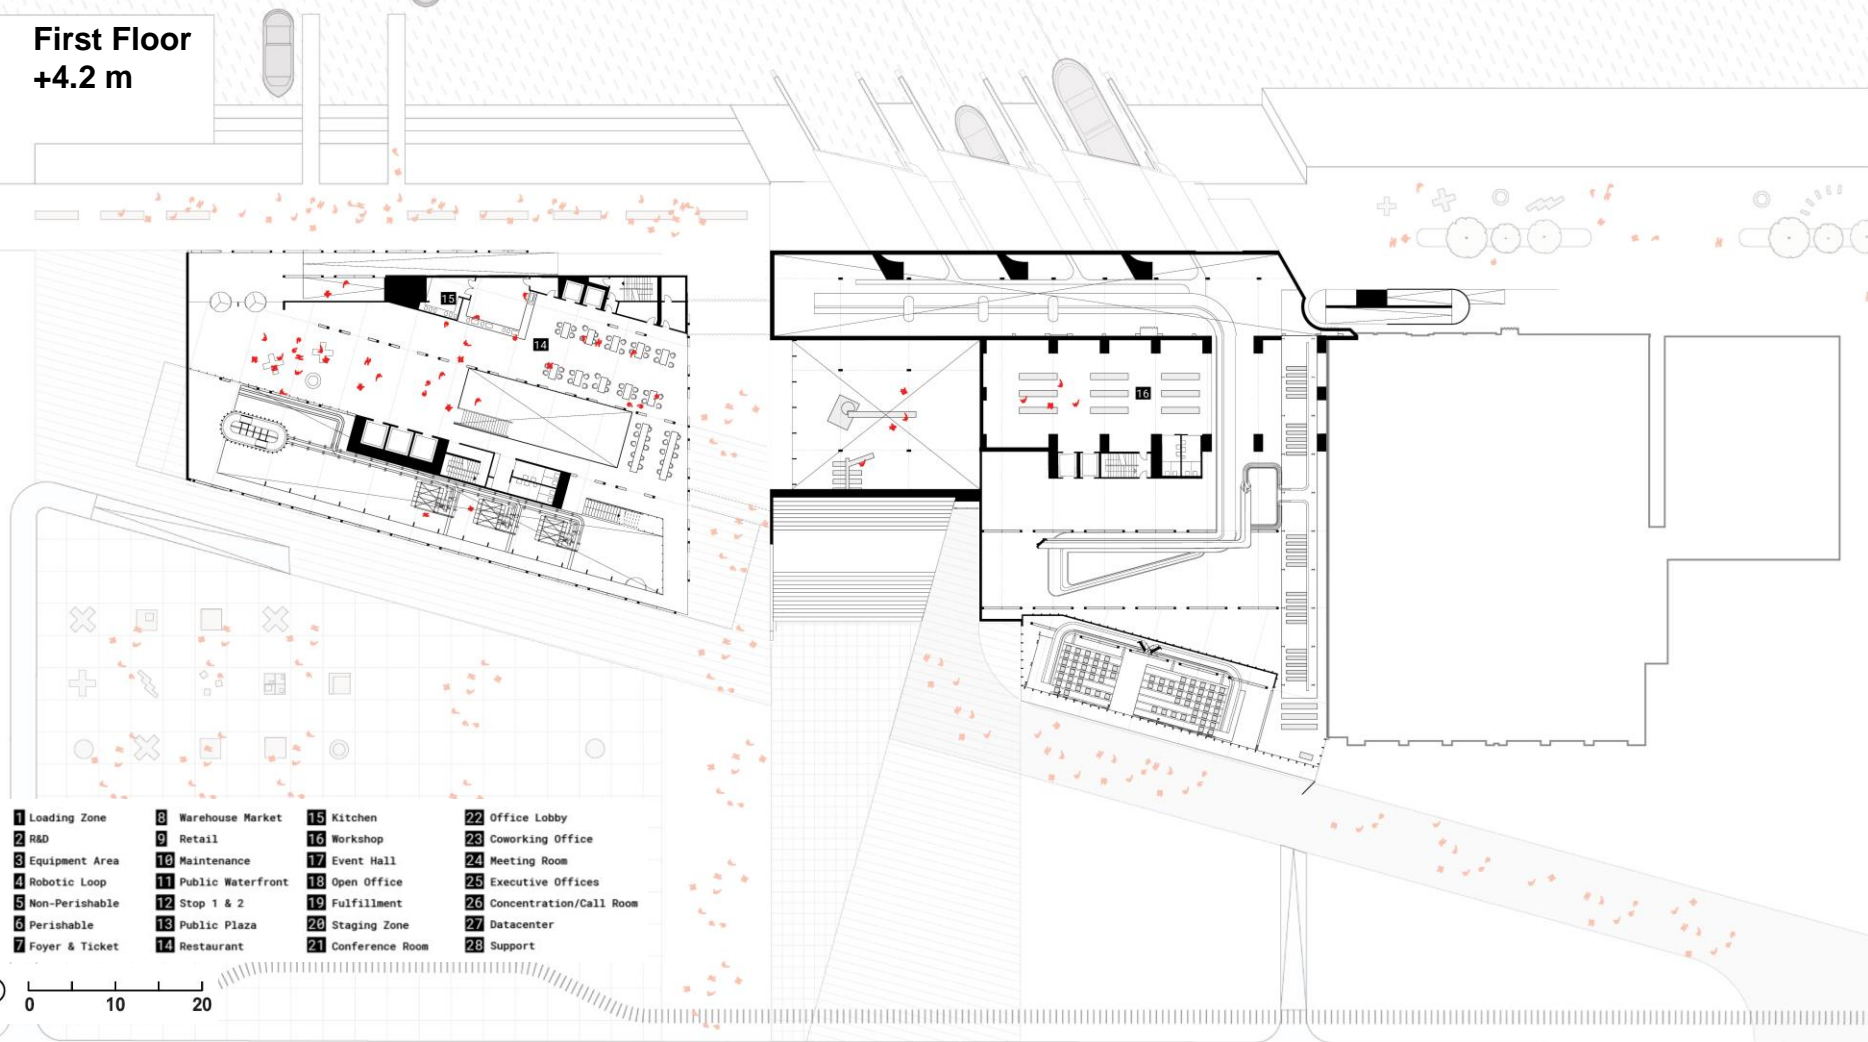 First Floor
+4.2 m
15
14
16
1 Loading Zone
2 R&D
3 Equipment Area
4 Robotic Loop
5 Non-Perishable
6 Perishable
7 Foyer & Ticket
8 Warehouse Market
9 Retail
10 Maintenance
11 Public Waterfront
12 Stop 1 & 2
13 Public Plaza
14 Restaurant
15 Kitchen
16 Workshop
17 Event Hall
18 Open Office
19 Fulfillment
20 Staging Zone
21 Conference Room
22 Office Lobby
23 Coworking Office
24 Meeting Room
25 Executive Offices
26 Concentration/Call Room
27 Datacenter
28 Support
0 10 20